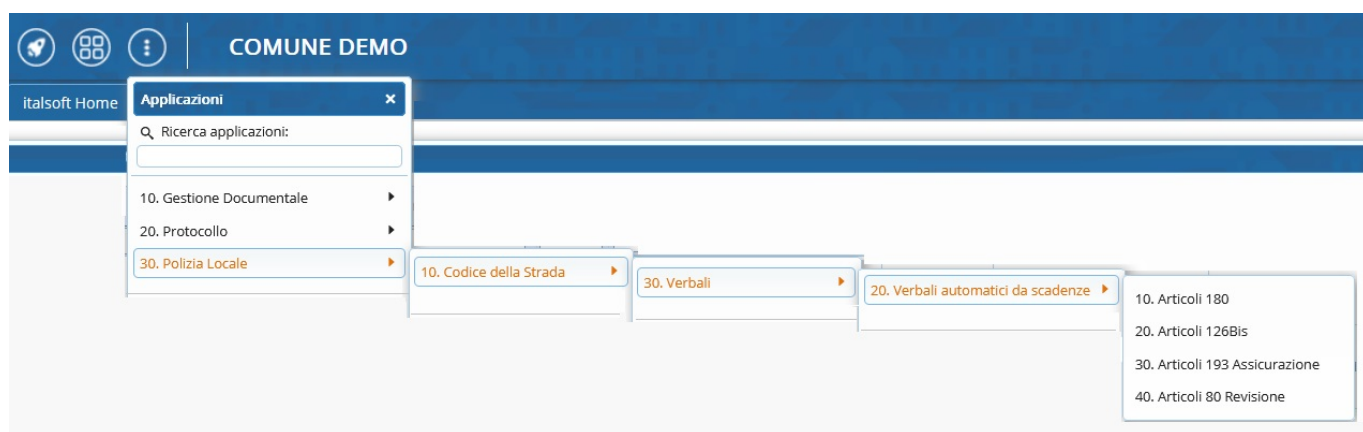 COMUNE DEMO
italsoft Home
Applicazioni ×
Ricerca applicazioni:
10. Gestione Documentale
20. Protocollo
30. Polizia Locale
10. Codice della Strada
30. Verbali
20. Verbali automatici da scadenze
10. Articoli 180
20. Articoli 126Bis
30. Articoli 193 Assicurazione
40. Articoli 80 Revisione